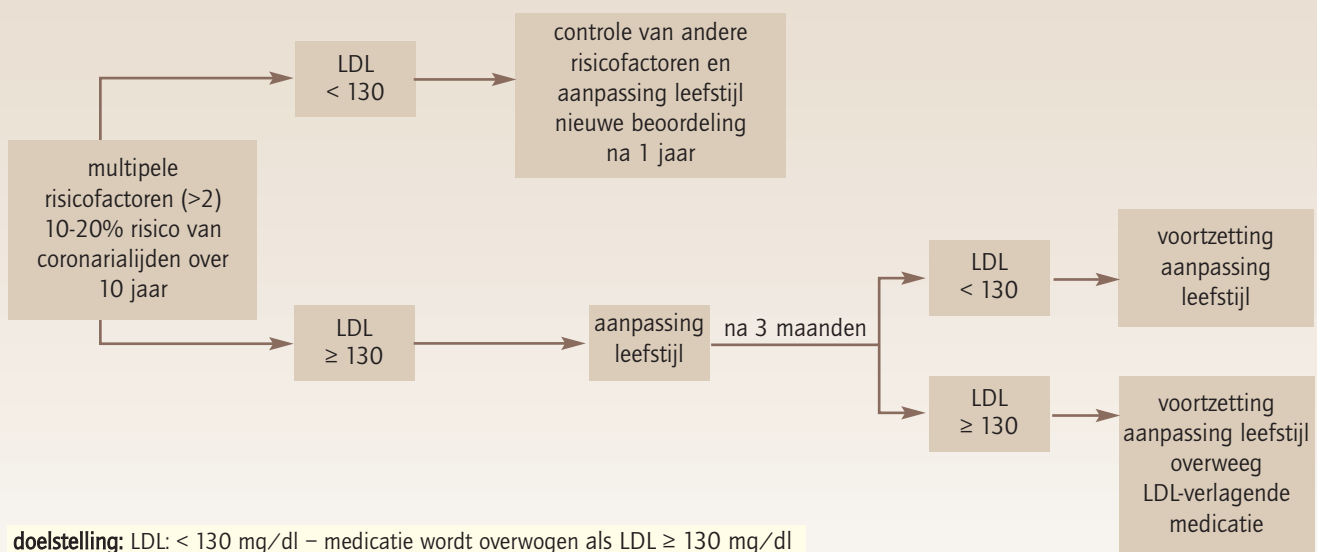 multipele
risicofactoren (>2)
10-20% risico van
coronarialijden over
10 jaar
LDL
< 130
controle van andere
risicofactoren en
aanpassing leefstijl
nieuwe beoordeling
na 1 jaar
LDL
≥ 130
aanpassing
leefstijl
na 3 maanden
LDL
< 130
voortzetting
aanpassing
leefstijl
LDL
≥ 130
voortzetting
aanpassing leefstijl
overweeg
LDL-verlagende
medicatie
doelstelling: LDL: < 130 mg/dl – medicatie wordt overwogen als LDL ≥ 130 mg/dl